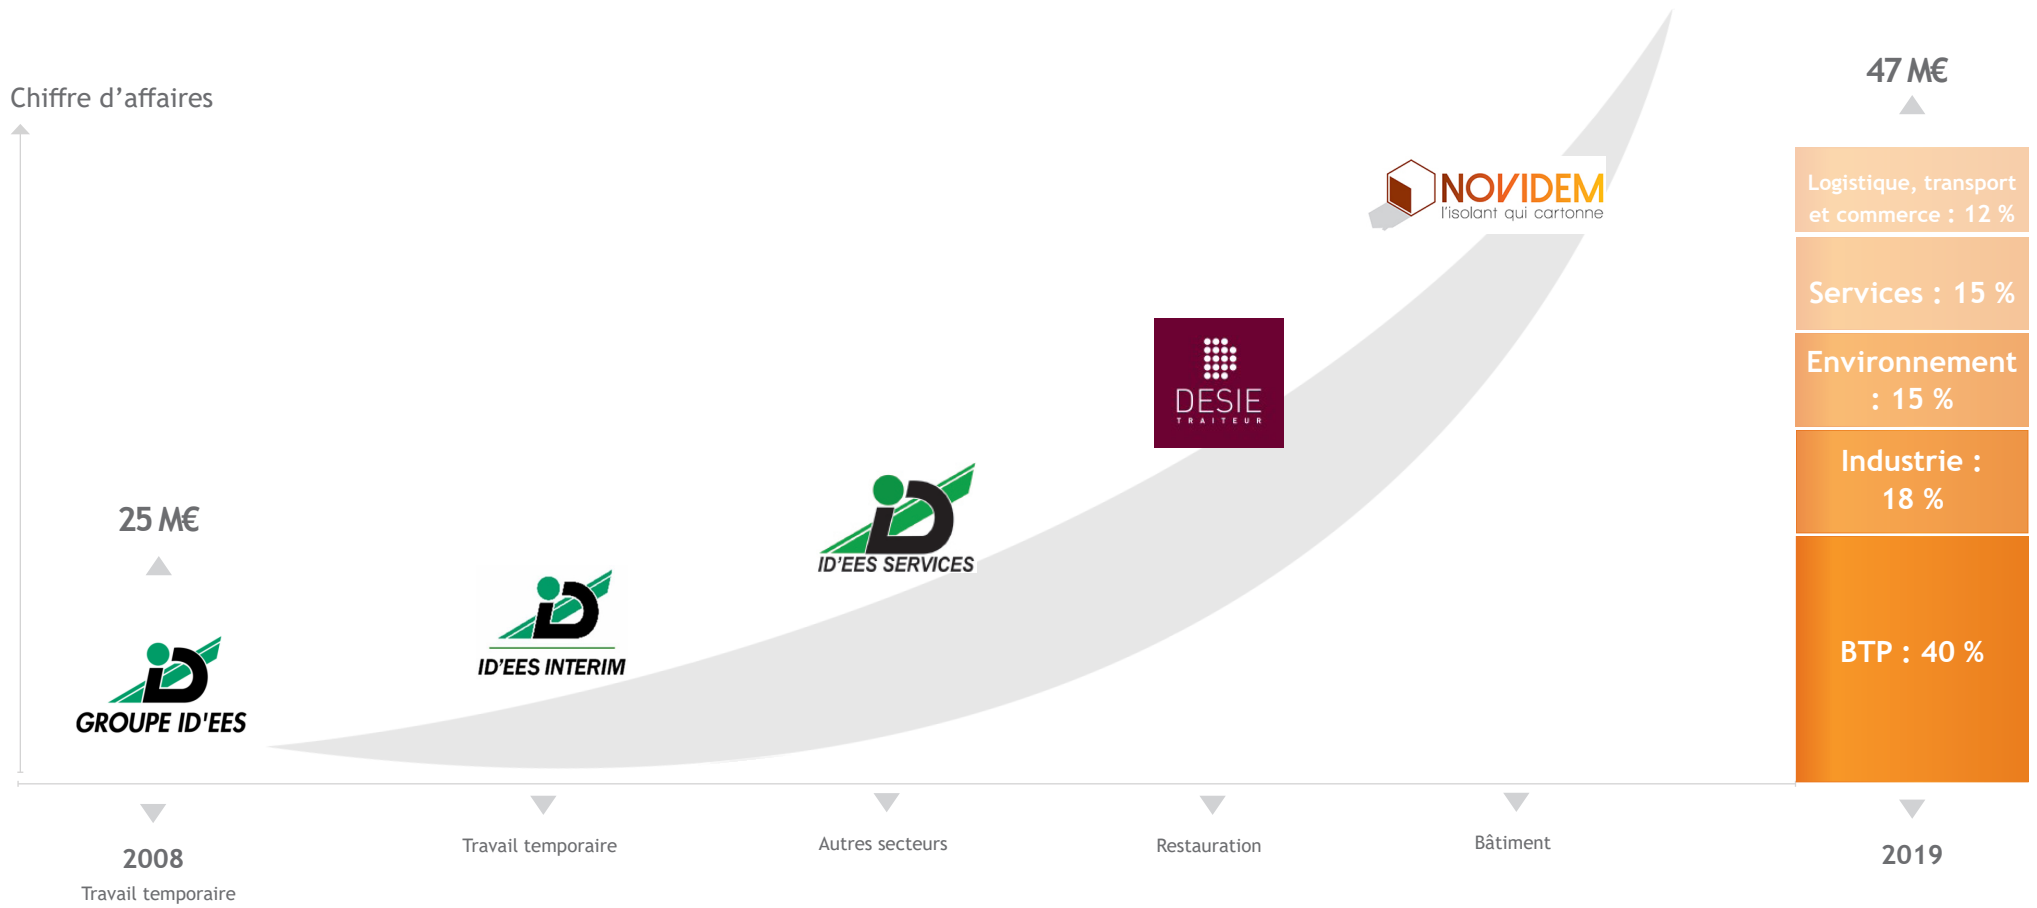 Chiffre d’affaires
25 M€
GROUPE ID'EES
ID’EES INTERIM
ID'EES SERVICES
DESIE
TRAITEUR
NOVIDEM
l'isolant qui cartonne
47 M€
Logistique, transport
et commerce : 12 %
Services : 15 %
Environnement
: 15 %
Industrie :
18 %
BTP : 40 %
2008
Travail temporaire
Travail temporaire
Autres secteurs
Restauration
Bâtiment
2019